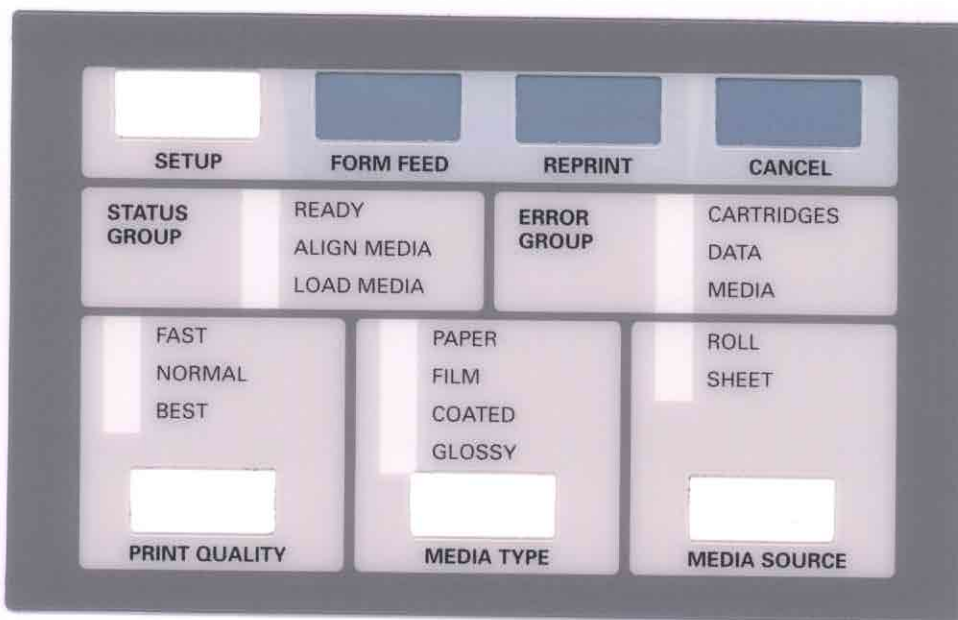 SETUP
FORM FEED
REPRINT
CANCEL
STATUS
GROUP
READY
ALIGN MEDIA
LOAD MEDIA
ERROR
GROUP
CARTRIDGES
DATA
MEDIA
FAST
NORMAL
BEST
PRINT QUALITY
PAPER
FILM
COATED
GLOSSY
MEDIA TYPE
ROLL
SHEET
MEDIA SOURCE